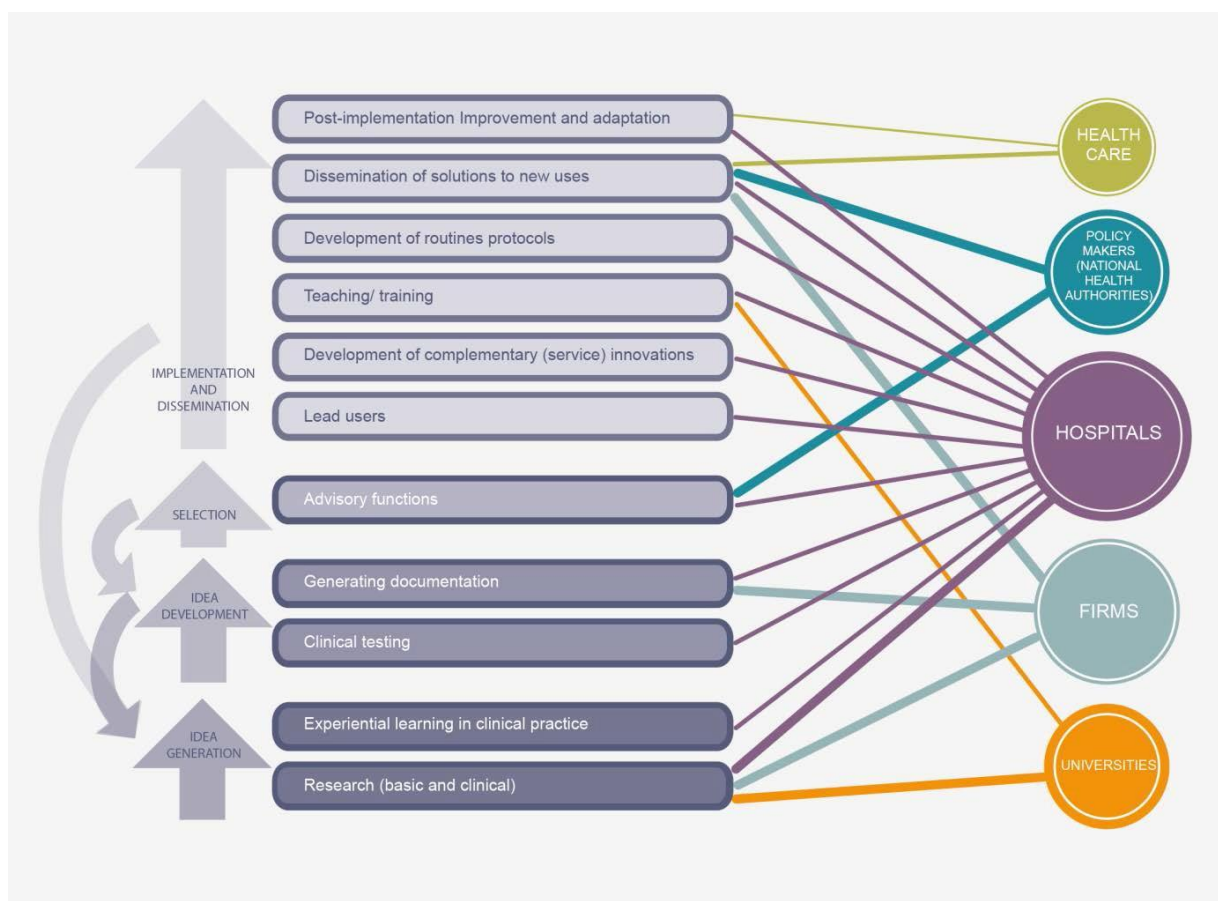 Post-implementation Improvement and adaptation
Dissemination of solutions to new uses
Development of routines protocols
Teaching/ training
Development of complementary (service) innovations
Lead users
Advisory functions
Generating documentation
Clinical testing
Experiential learning in clinical practice
Research (basic and clinical)
IMPLEMENTATION
AND
DISSEMINATION
SELECTION
IDEA
DEVELOPMENT
IDEA
GENERATION
HEALTH
CARE
POLICY
MAKERS
(NATIONAL
HEALTH
AUTHORITIES)
HOSPITALS
FIRMS
UNIVERSITIES